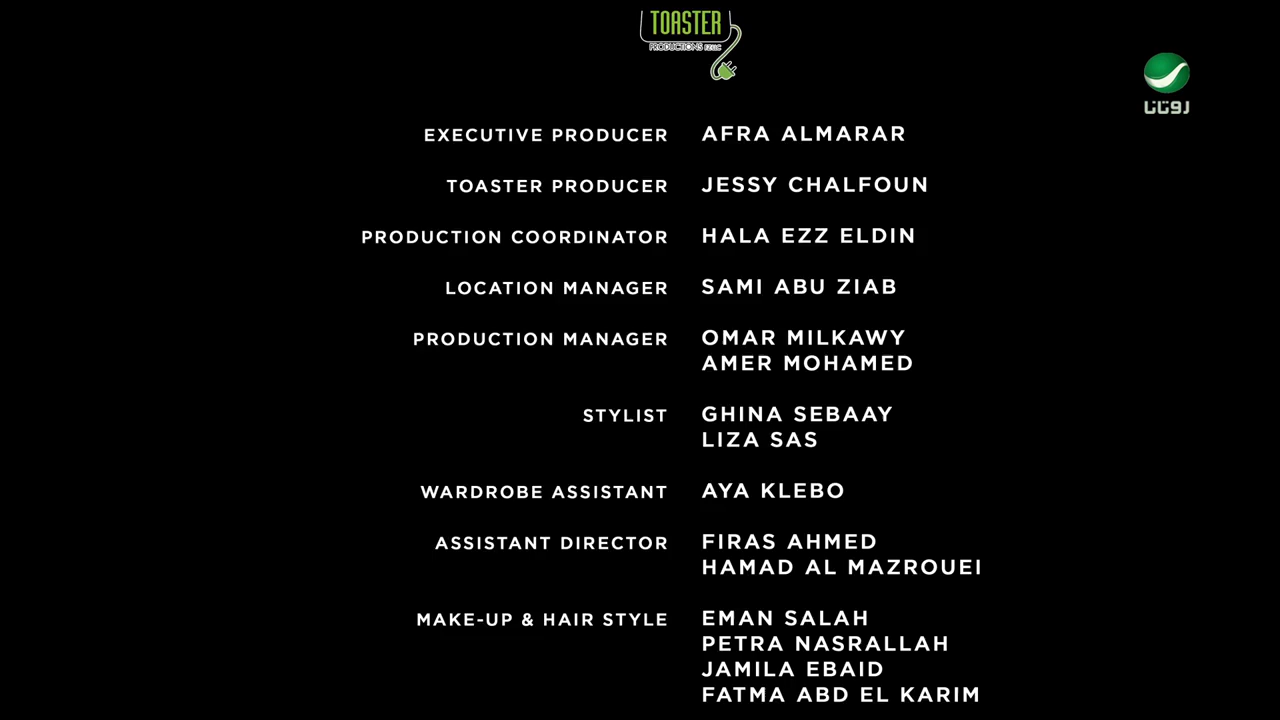 TOASTER
PRODUCTIONS FZ LLC
روتانا
EXECUTIVE PRODUCER AFRA ALMARAR
TOASTER PRODUCER JESSY CHALFOUN
PRODUCTION COORDINATOR HALA EZZ ELDIN
LOCATION MANAGER SAMI ABU ZIAB
PRODUCTION MANAGER OMAR MILKAWY
AMER MOHAMED
STYLIST GHINA SEBAAY
LIZA SAS
WARDROBE ASSISTANT AYA KLEBO
ASSISTANT DIRECTOR FIRAS AHMED
HAMAD AL MAZROUEI
MAKE-UP & HAIR STYLE EMAN SALAH
PETRA NASRALLAH
JAMILA EBAID
FATMA ABD EL KARIM